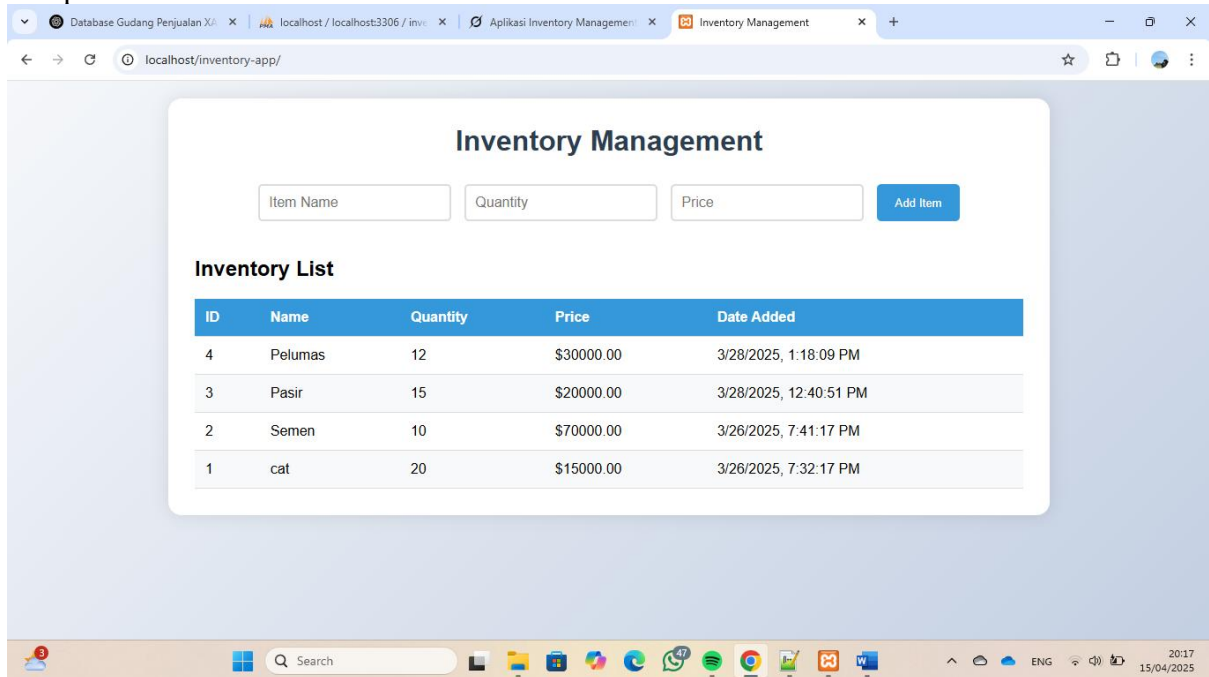 Database Gudang Penjualan XA
localhost / localhost:3306 / inve
Aplikasi Inventory Management
Inventory Management
localhost/inventory-app/
Inventory Management
Item Name Quantity Price Add Item
Inventory List
ID Name Quantity Price Date Added
4 Pelumas 12 $30000.00 3/28/2025, 1:18:09 PM
3 Pasir 15 $20000.00 3/28/2025, 12:40:51 PM
2 Semen 10 $70000.00 3/26/2025, 7:41:17 PM
1 cat 20 $15000.00 3/26/2025, 7:32:17 PM
3 Search 47 ENG 20:17
15/04/2025